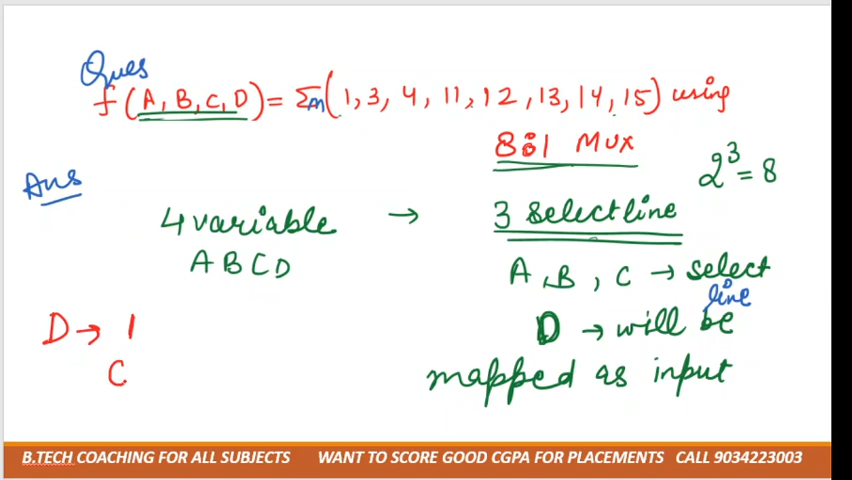 Ques
f (A, B, C, D) = Σm (1, 3, 4, 11, 12, 13, 14, 15) using
8:1 MUX
2³ = 8
Ans
4 variable → 3 select line
A B C D
A, B, C → select line
D → will be mapped as input
D → 1
C
B.TECH COACHING FOR ALL SUBJECTS WANT TO SCORE GOOD CGPA FOR PLACEMENTS CALL 9034223003